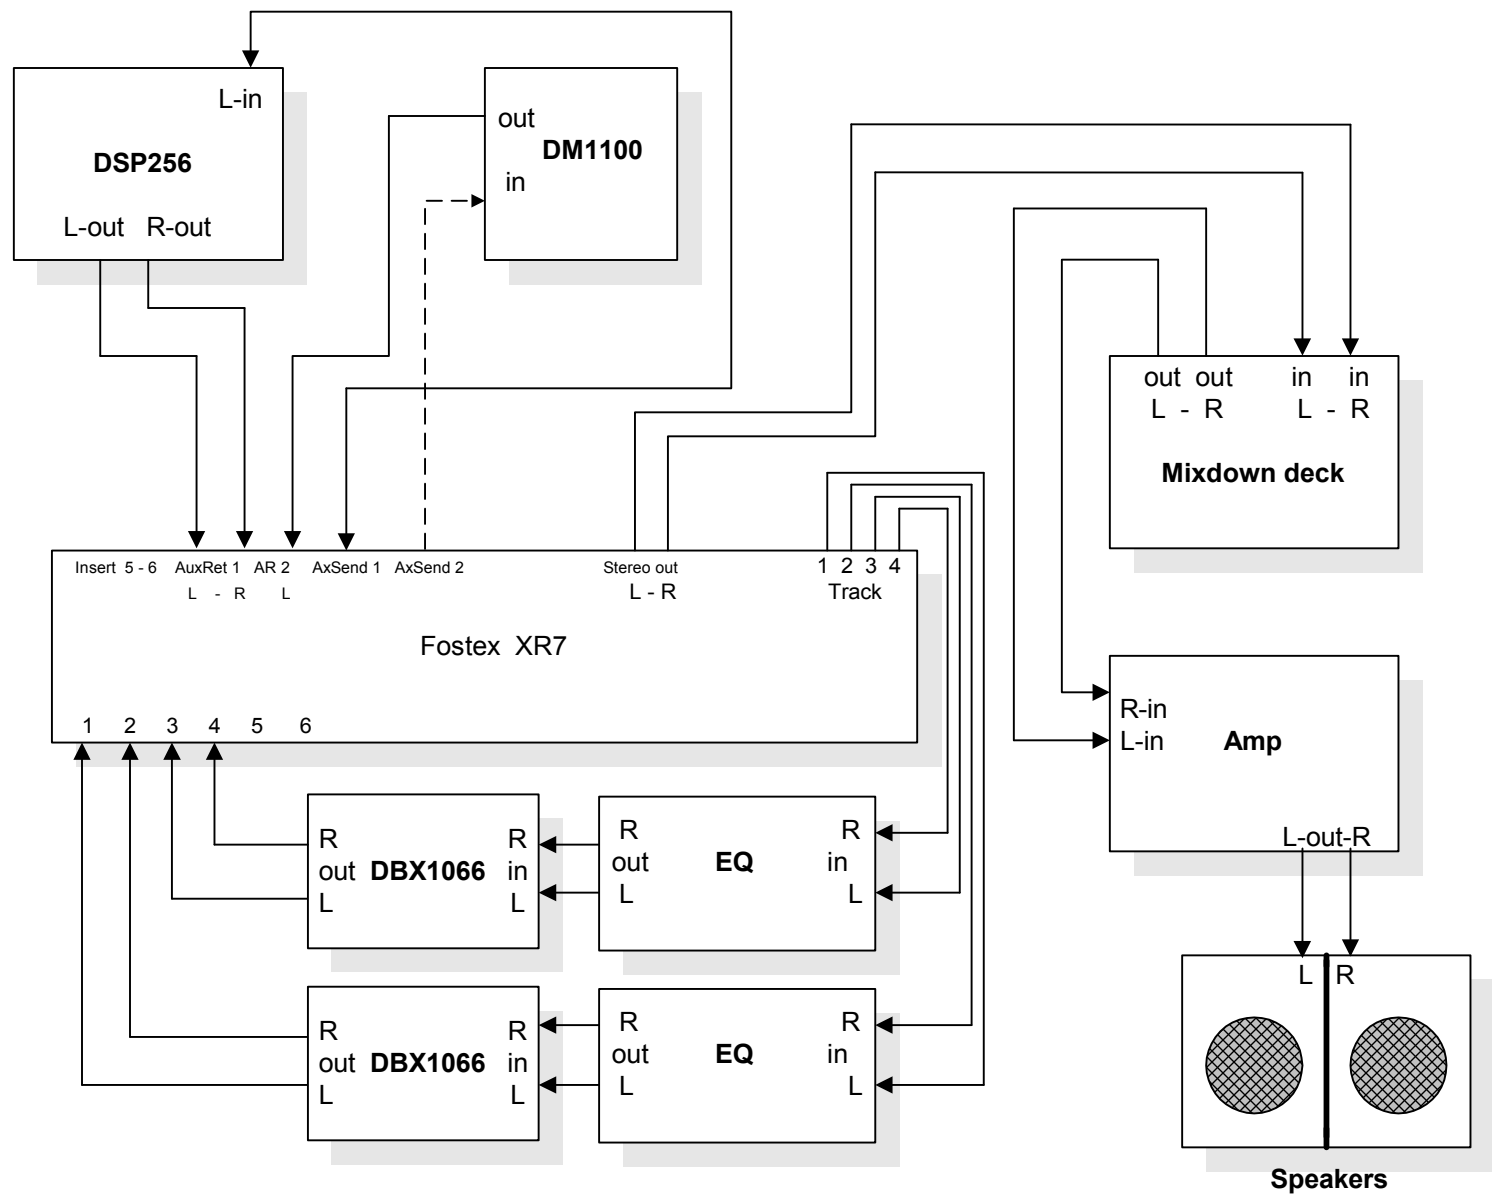 L-in
DSP256
L-out R-out
out
DM1100
in
out out in in
L - R L - R
Mixdown deck
Insert 5 - 6 AuxRet 1 AR 2 AxSend 1 AxSend 2 Stereo out 1 2 3 4
L - R L L - R Track
Fostex XR7
1 2 3 4 5 6
R-in
L-in Amp
L-out-R
R R
out DBX1066 in
L L
R R
out EQ in
L L
R R
out DBX1066 in
L L
R R
out EQ in
L L
L R
Speakers